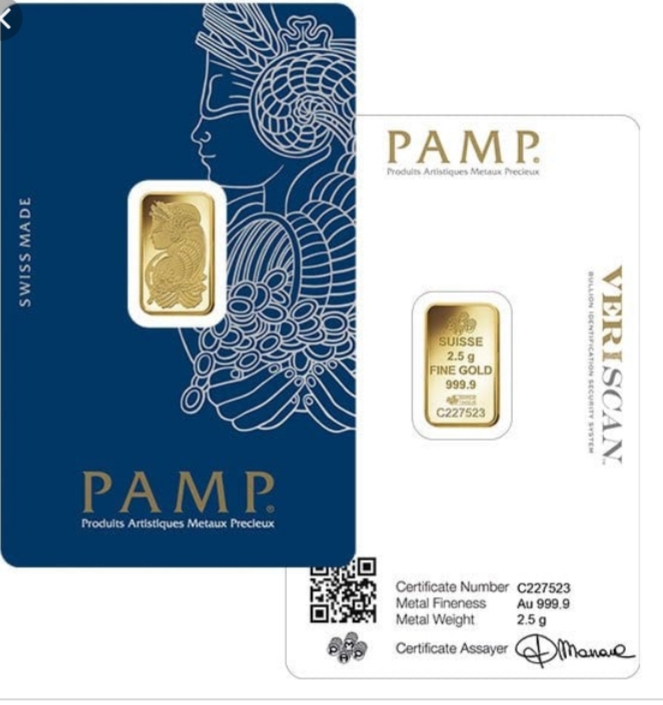 SWISS MADE
PAMP.
Produits Artistiques Metaux Precieux
PAMP.
Produits Artistiques Metaux Precieux
SUISSE
2.5 g
FINE GOLD
999.9
C227523
VERISCAN™
BULLION IDENTIFICATION SECURITY SYSTEM
Certificate Number C227523
Metal Fineness Au 999.9
Metal Weight 2.5 g
PAMP
Certificate Assayer